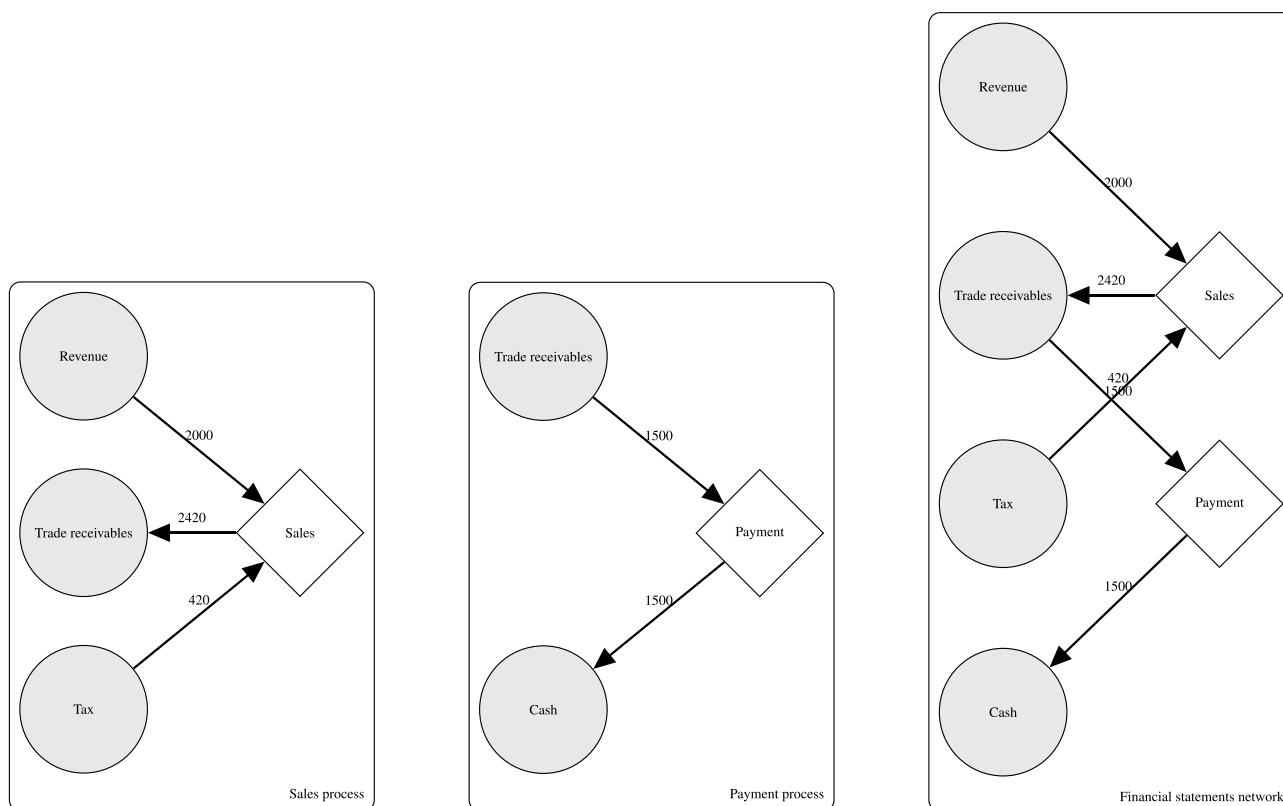 Revenue
2000
2420
Trade receivables
Sales
420
Tax
Sales process
Trade receivables
1500
Payment
1500
Cash
Payment process
Revenue
2000
2420
Trade receivables
Sales
420
1500
Tax
Payment
1500
Cash
Financial statements network